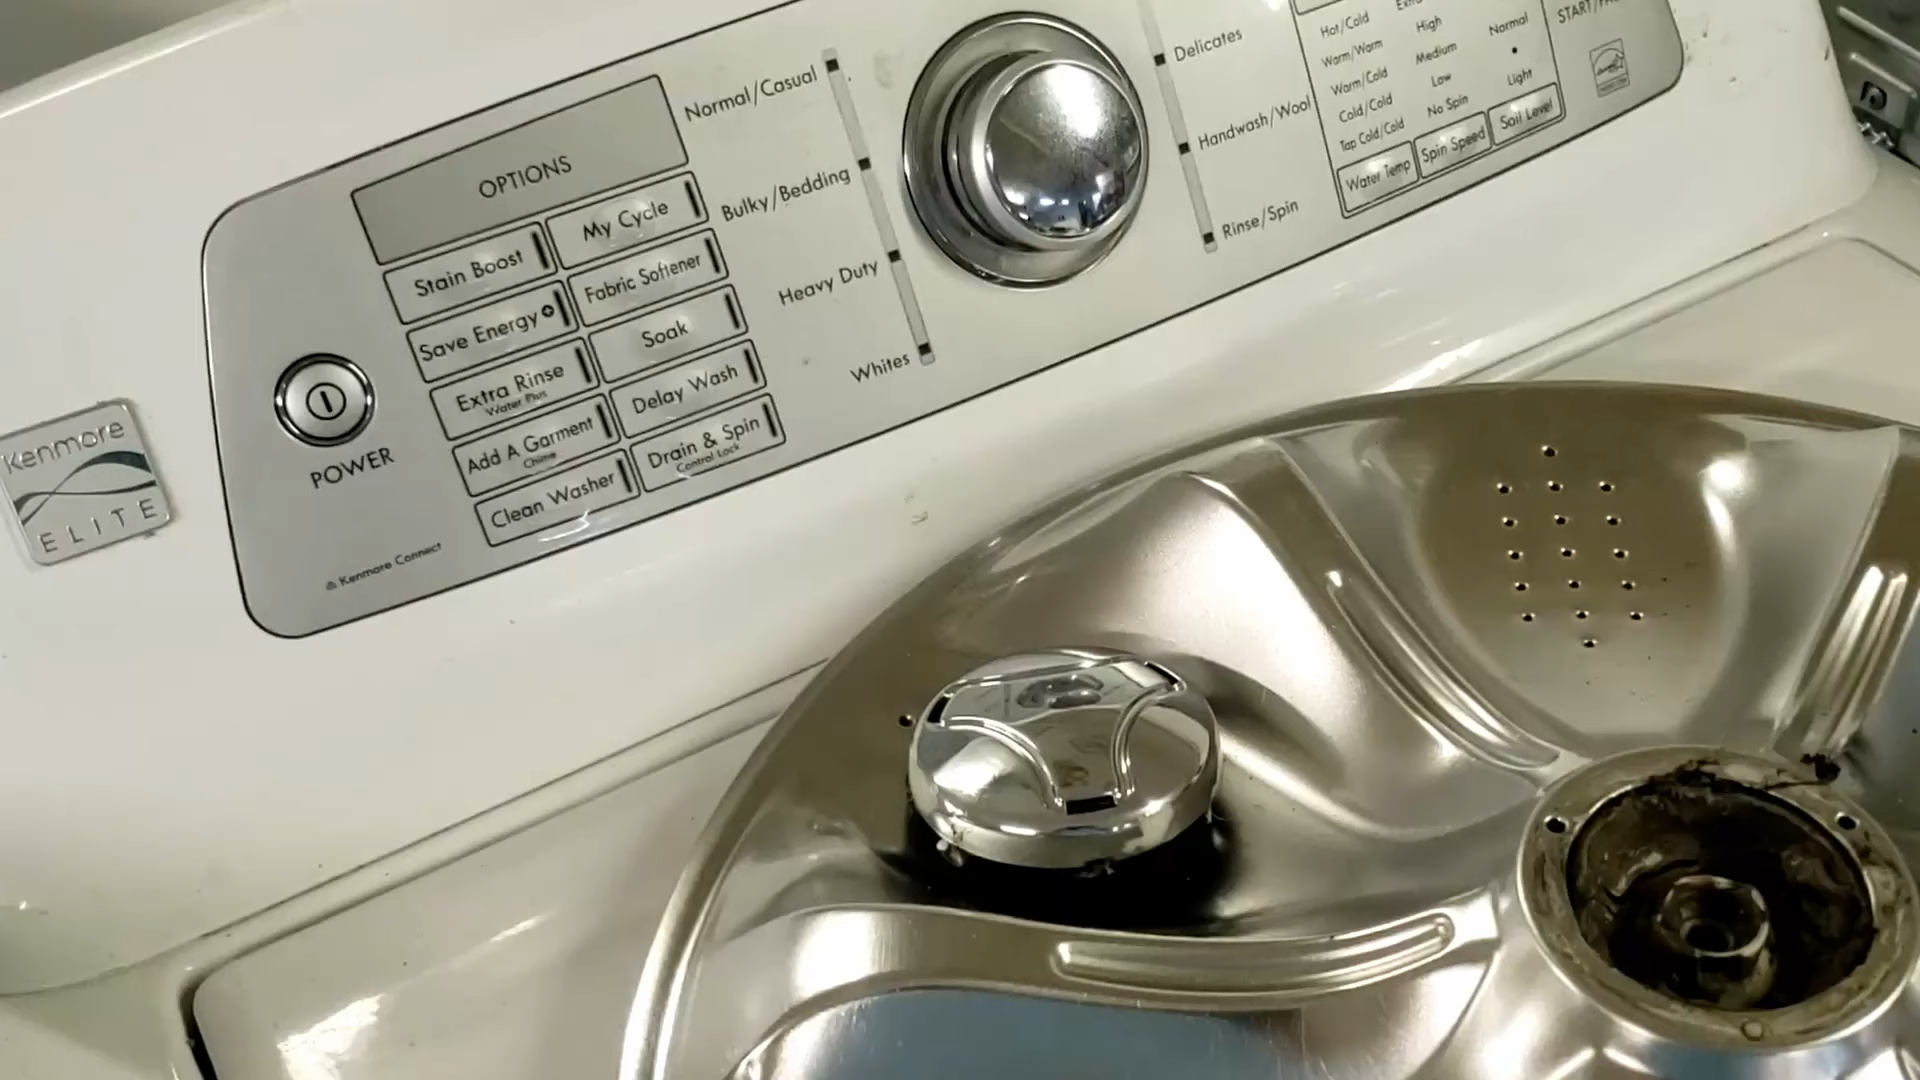 Kenmore
ELITE
POWER
Kenmore Connect
OPTIONS
Stain Boost
My Cycle
Save Energy
Fabric Softener
Extra Rinse
Water Plus
Soak
Add A Garment
Chime
Delay Wash
Clean Washer
Drain & Spin
Control Lock
Normal/Casual
Bulky/Bedding
Heavy Duty
Whites
Delicates
Handwash/Wool
Rinse/Spin
Hot/Cold
Warm/Warm
Warm/Cold
Cold/Cold
Tap Cold/Cold
Water Temp
High
Medium
Low
No Spin
Spin Speed
Normal
Light
Soil Level